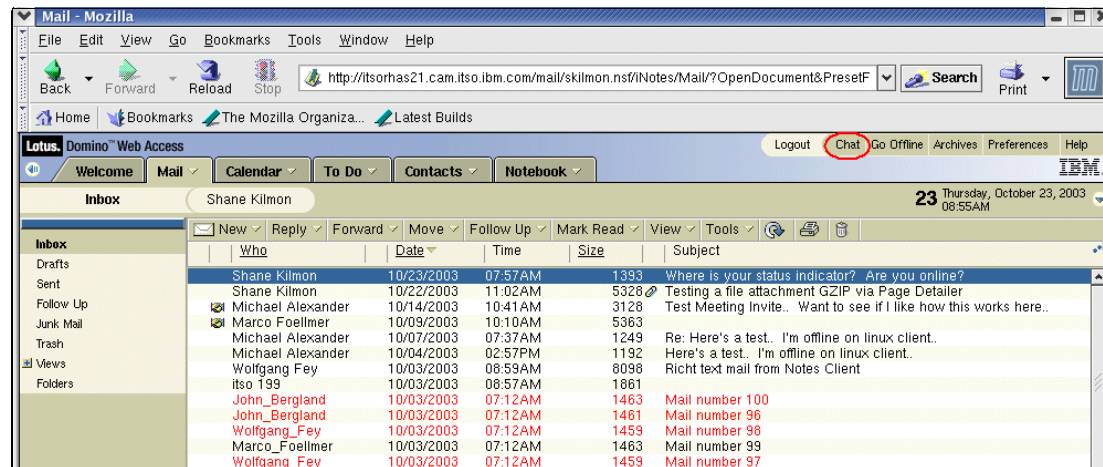 Mail - Mozilla
File Edit View Go Bookmarks Tools Window Help
Back Forward Reload Stop http://itsorhas21.cam.itso.ibm.com/mail/skilmon.nsf/iNotes/Mail/?OpenDocument&PresetF Search Print
Home Bookmarks The Mozilla Organiza... Latest Builds
Lotus. Domino™ Web Access Logout Chat Go Offline Archives Preferences Help
Welcome Mail Calendar To Do Contacts Notebook IBM.
Inbox Shane Kilmon 23 Thursday, October 23, 2003
08:55AM
New Reply Forward Move Follow Up Mark Read View Tools
Who Date Time Size Subject
Inbox
Drafts
Sent
Follow Up
Junk Mail
Trash
Views
Folders
Shane Kilmon 10/23/2003 07:57AM 1393 Where is your status indicator? Are you online?
Shane Kilmon 10/22/2003 11:02AM 5328 Testing a file attachment GZIP via Page Detailer
Michael Alexander 10/14/2003 10:41AM 3128 Test Meeting Invite.. Want to see if I like how this works here..
Marco Foellmer 10/09/2003 10:10AM 5363
Michael Alexander 10/07/2003 07:37AM 1249 Re: Here's a test.. I'm offline on linux client..
Michael Alexander 10/04/2003 02:57PM 1192 Here's a test.. I'm offline on linux client..
Wolfgang Fey 10/03/2003 08:59AM 8098 Richt text mail from Notes Client
itso 199 10/03/2003 08:57AM 1861
John_Bergland 10/03/2003 07:12AM 1463 Mail number 100
John_Bergland 10/03/2003 07:12AM 1461 Mail number 96
Wolfgang_Fey 10/03/2003 07:12AM 1459 Mail number 98
Marco_Foellmer 10/03/2003 07:12AM 1463 Mail number 99
Wolfgang_Fey 10/03/2003 07:12AM 1459 Mail number 97